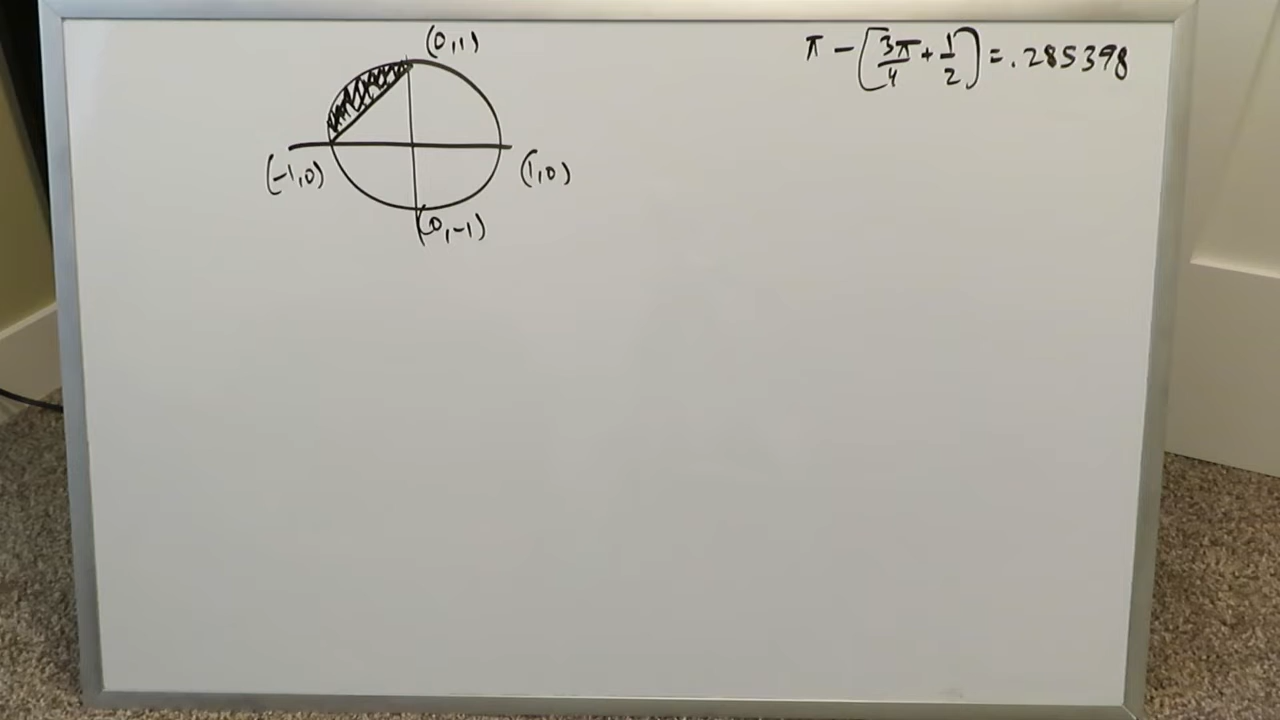 (0,1)
π - [3π/4 + 1/2] = .285398
(-1,0)
(1,0)
(0,-1)